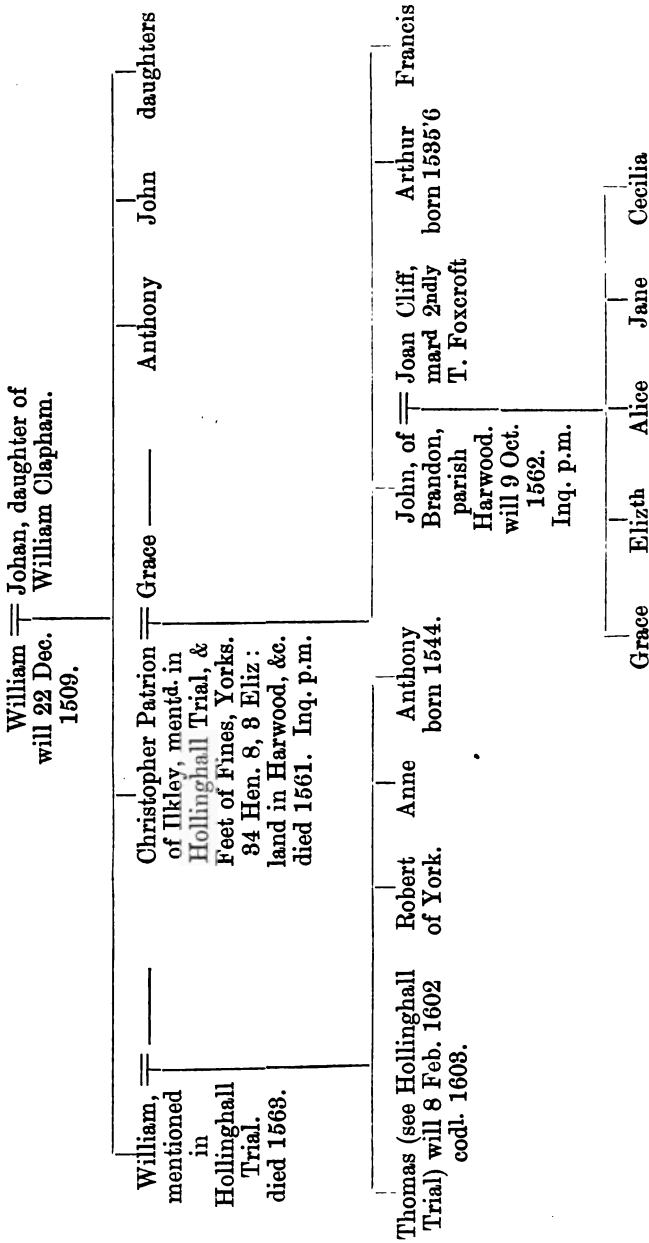 William
will 22 Dec.
1509.
Johan, daughter of
William Clapham.
William,
mentioned
in
Hollinghall
Trial.
died 1563.
Christopher Patrion
of Ilkley, mentd. in
Hollinghall Trial, &
Feet of Fines, Yorks.
34 Hen. 8, 3 Eliz :
land in Harwood, &c.
died 1561. Inq. p.m.
Grace
Anthony
John
daughters
Thomas (see Hollinghall
Trial) will 8 Feb. 1602
codl. 1603.
Robert
of York.
Anne
Anthony
born 1544.
John, of
Brandon,
parish
Harwood.
will 9 Oct.
1562.
Inq. p.m.
Joan Cliff,
mard 2ndly
T. Foxcroft
Arthur
born 1535'6
Francis
Grace
Elizth
Alice
Jane
Cecilia